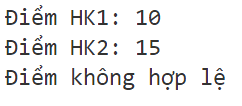 Điểm HK1: 10
Điểm HK2: 15
Điểm không hợp lệ